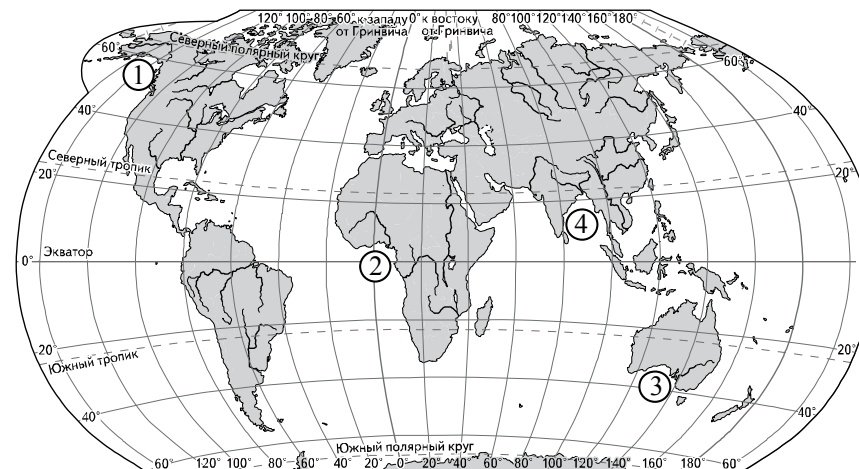 120° 100° 80° 60° к западу 0° к востоку 80° 100° 120° 140° 160° 180°
от Гринвича от Гринвича
60° Северный полярный круг 60°
1
40° 40°
Северный тропик
20° 20°
4
Экватор
0° 2 0°
20° 20°
Южный тропик
3
40° 40°
Южный полярный круг
60° 120° 100° 80° 60° 40° 20° 0° 20° 40° 60° 80° 100° 120° 140° 160° 180° 60°